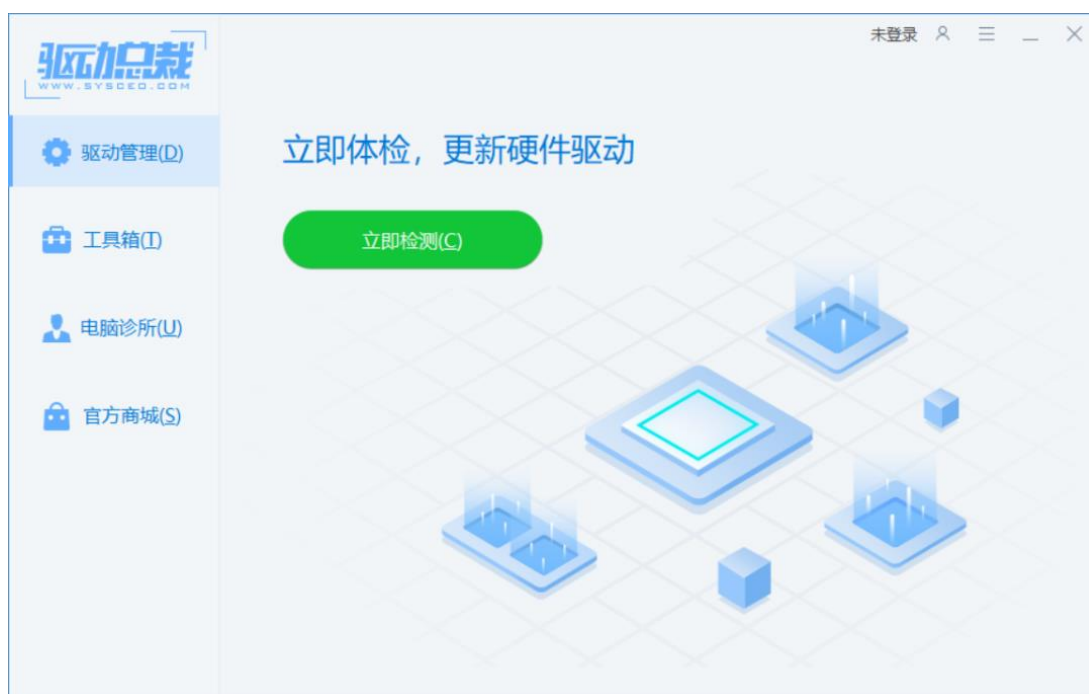 驱动总裁
WWW.SYSCEO.COM
未登录
驱动管理(D)
工具箱(T)
电脑诊所(U)
官方商城(S)
立即体检，更新硬件驱动
立即检测(C)